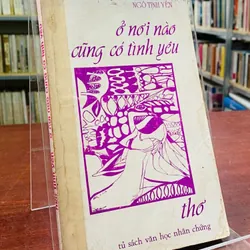 NGÔ TỊNH YÊN
ở nơi nào
cũng có tình yêu
thơ
tủ sách văn học nhân chứng